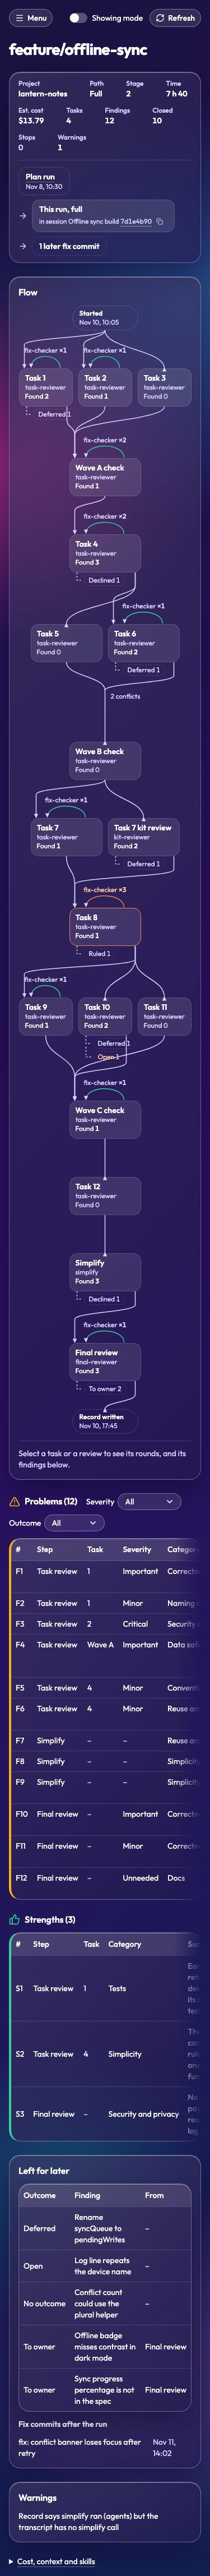 Menu
Showing mode
Refresh
feature/offline-sync
Project
lantern-notes
Path
Full
Stage
2
Time
7 h 40
Est. cost
$13.79
Tasks
4
Findings
12
Closed
10
Stops
0
Warnings
1
Plan run
Nov 8, 10:30
This run, full
in session Offline sync build 7d1e4b90
1 later fix commit
Flow
Started
Nov 10, 10:05
fix-checker ×1
fix-checker ×1
Task 1
task-reviewer
Found 2
Task 2
task-reviewer
Found 1
Task 3
task-reviewer
Found 0
Deferred 1
fix-checker ×2
Wave A check
task-reviewer
Found 1
fix-checker ×2
Task 4
task-reviewer
Found 3
Declined 1
fix-checker ×1
Task 5
task-reviewer
Found 0
Task 6
task-reviewer
Found 2
Deferred 1
2 conflicts
Wave B check
task-reviewer
Found 0
fix-checker ×1
Task 7
task-reviewer
Found 1
Task 7 kit review
kit-reviewer
Found 2
Deferred 1
fix-checker ×3
Task 8
task-reviewer
Found 1
Ruled 1
fix-checker ×1
Task 9
task-reviewer
Found 1
Task 10
task-reviewer
Found 2
Task 11
task-reviewer
Found 0
Deferred 1
Open 1
fix-checker ×1
Wave C check
task-reviewer
Found 1
Task 12
task-reviewer
Found 0
Simplify
simplify
Found 3
Declined 1
fix-checker ×1
Final review
final-reviewer
Found 3
To owner 2
Record written
Nov 10, 17:45
Select a task or a review to see its rounds, and its
findings below.
Problems (12)
Severity
All
Outcome
All
# Step Task Severity Category
F1 Task review 1 Important Correctn
F2 Task review 1 Minor Naming
F3 Task review 2 Critical Security
F4 Task review Wave A Important Data saf
F5 Task review 4 Minor Convent
F6 Task review 4 Minor Reuse an
F7 Simplify – – Reuse an
F8 Simplify – – Simplicit
F9 Simplify – – Simplicit
F10 Final review – Important Correctn
F11 Final review – Minor Correctn
F12 Final review – Unneeded Docs
Strengths (3)
# Step Task Category
S1 Task review 1 Tests
S2 Task review 4 Simplicity
S3 Final review – Security and privacy
Left for later
Outcome Finding From
Deferred Rename syncQueue to pendingWrites –
Open Log line repeats the device name –
No outcome Conflict count could use the plural helper –
To owner Offline badge misses contrast in dark mode Final review
To owner Sync progress percentage is not in the spec Final review
Fix commits after the run
fix: conflict banner loses focus after
retry
Nov 11,
14:02
Warnings
Record says simplify ran (agents) but the
transcript has no simplify call
Cost, context and skills